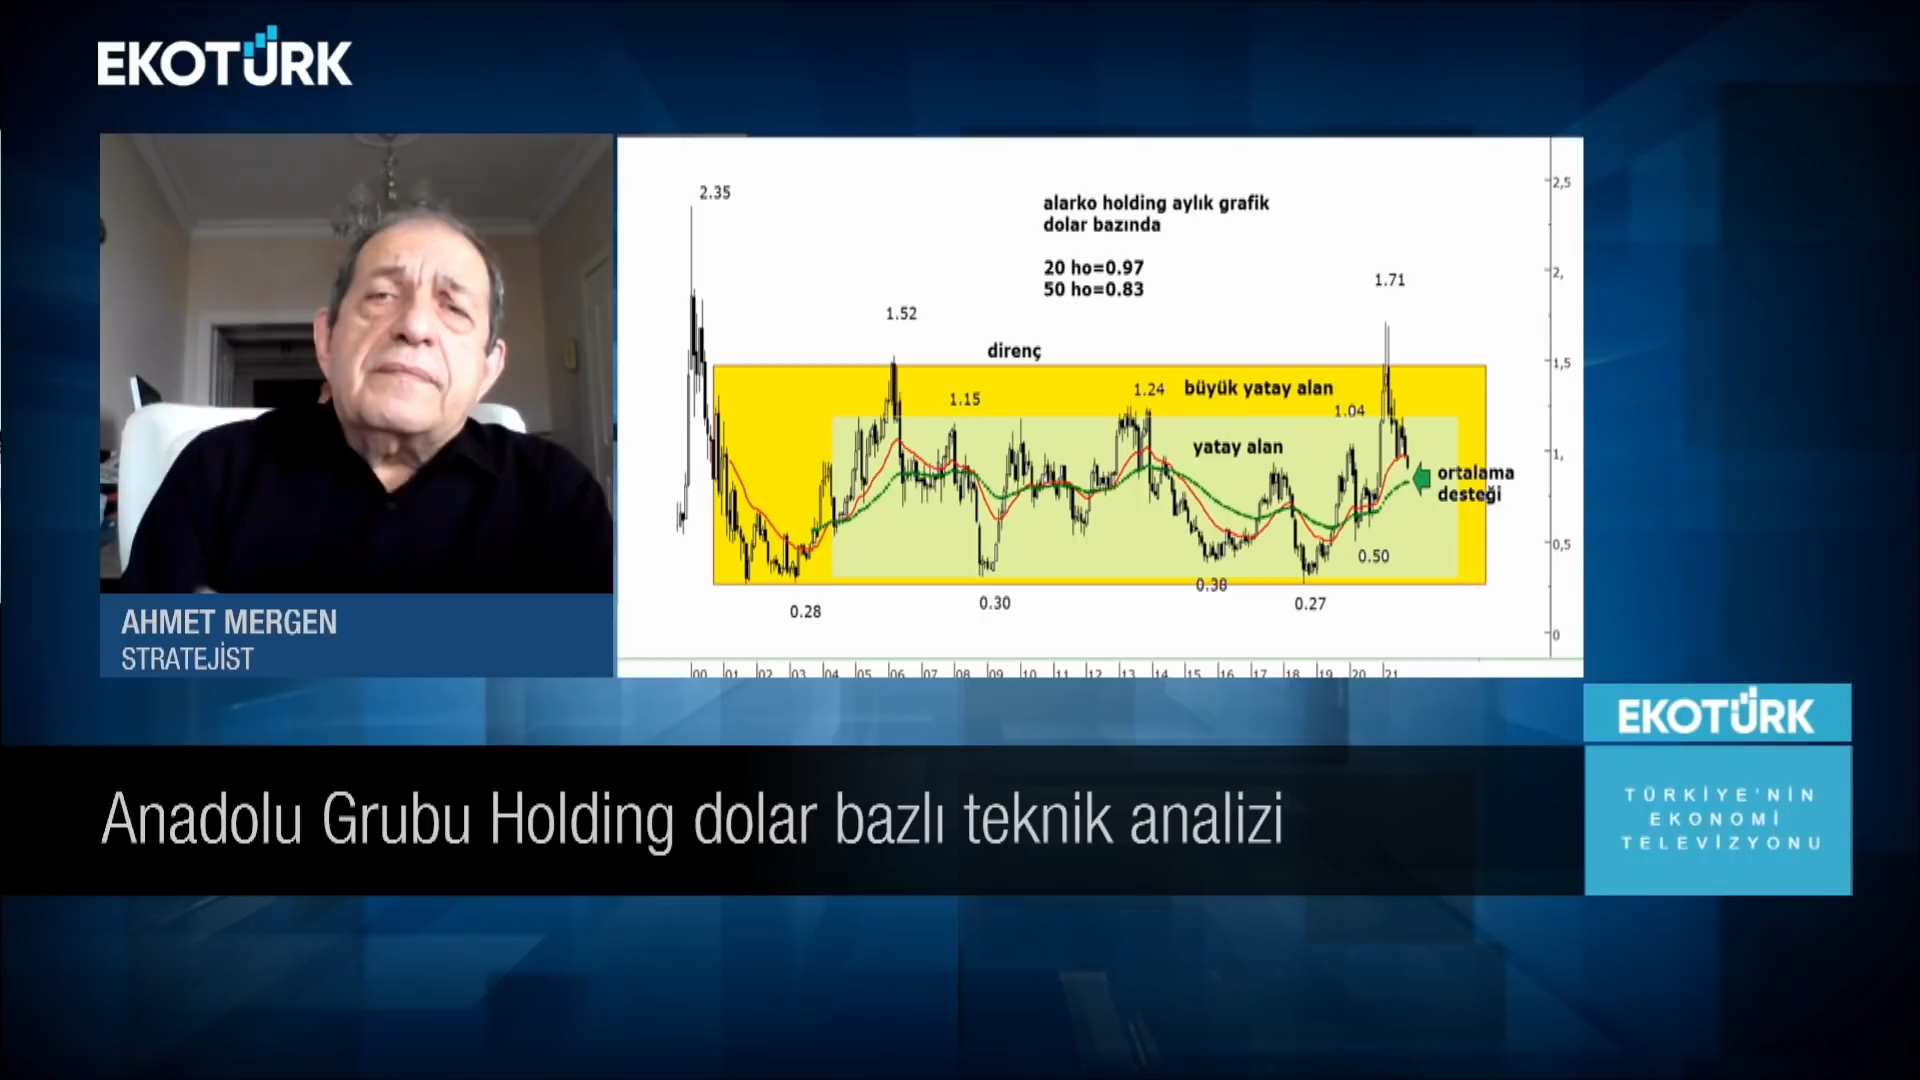 EKOTÜRK
2.35
alarko holding aylık grafik
dolar bazında
20 ho=0.97
50 ho=0.83
2,5
2,
1,5
1,
0,5
0
1.71
1.52
direnç
1.15
1.24
büyük yatay alan
1.04
yatay alan
ortalama
desteği
0.50
0.38
0.28
0.30
0.27
00 01 02 03 04 05 06 07 08 09 10 11 12 13 14 15 16 17 18 19 20 21
AHMET MERGEN
STRATEJİST
EKOTÜRK
Anadolu Grubu Holding dolar bazlı teknik analizi
TÜRKİYE'NİN
EKONOMİ
TELEVİZYONU